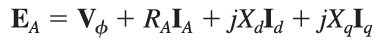 E_A = V_ϕ + R_A I_A + jX_d I_d + jX_q I_q